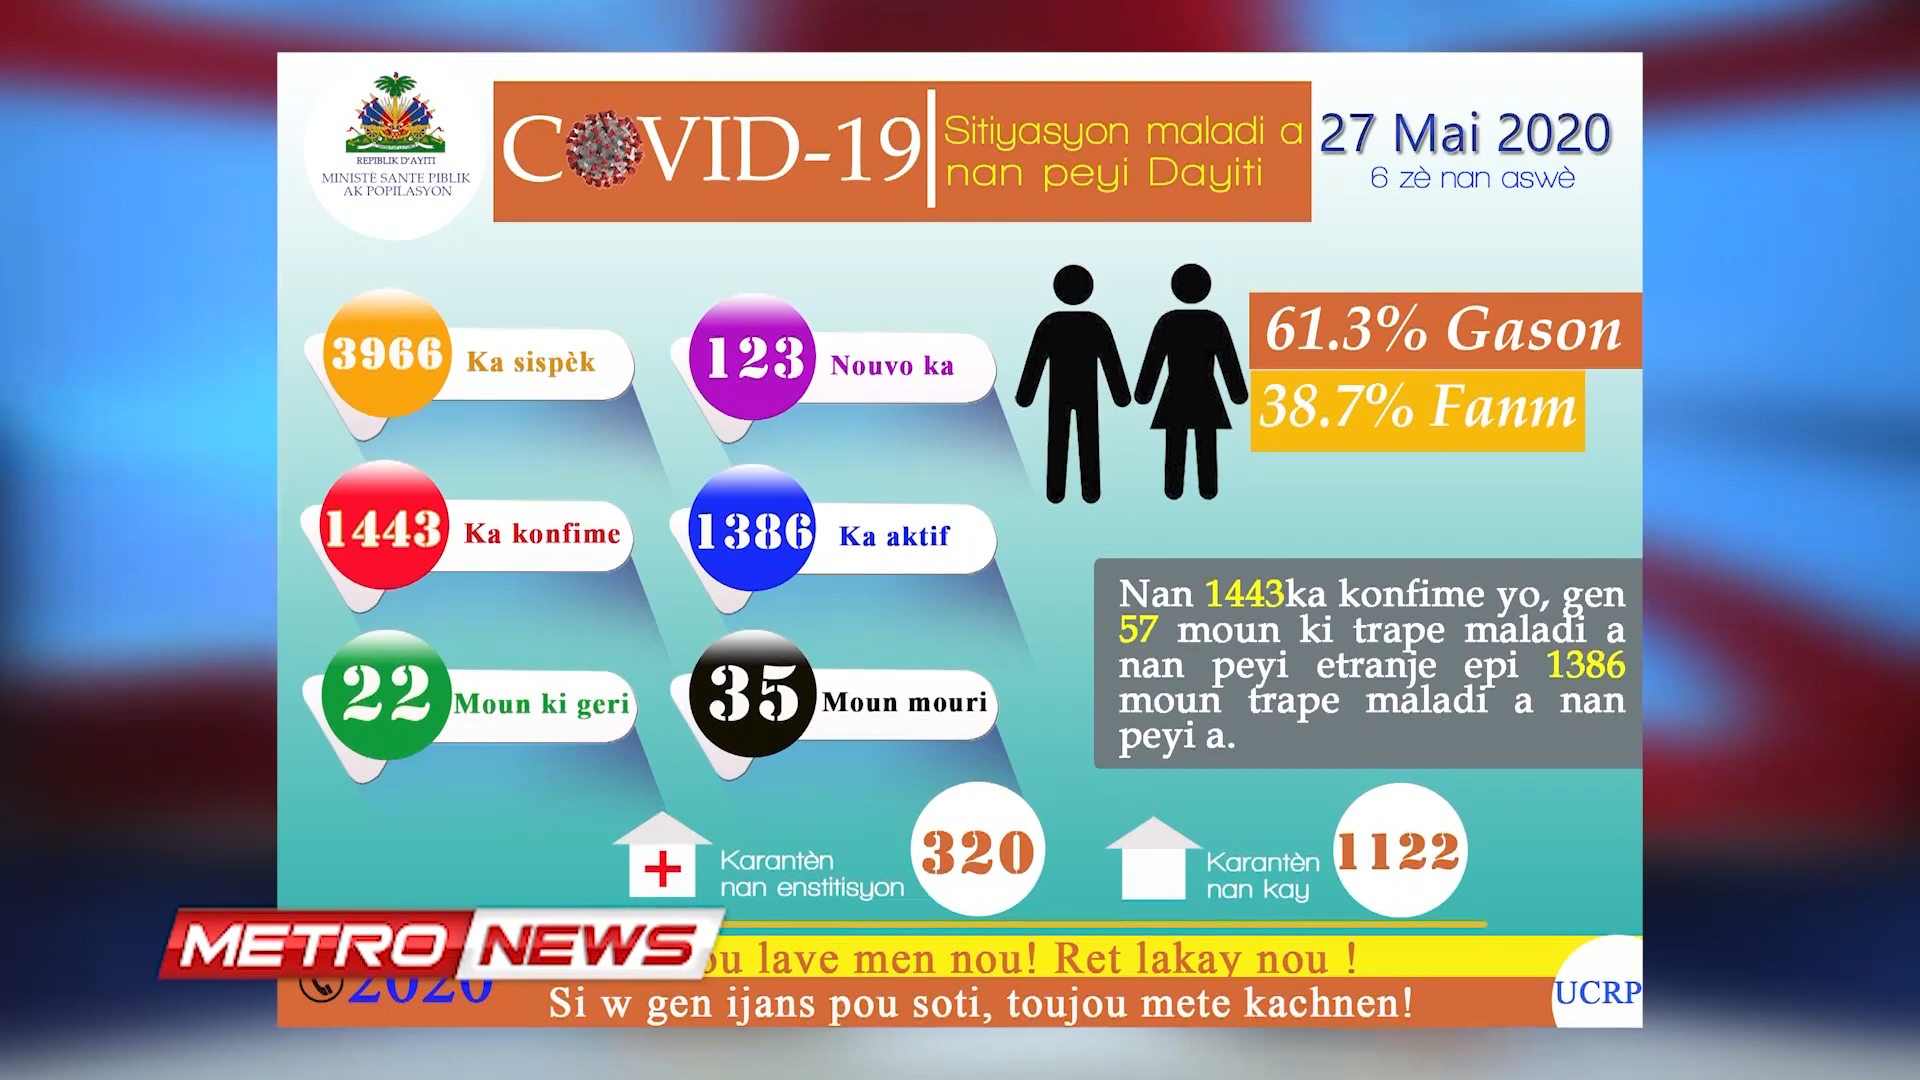 REPIBLIK D'AYITI
MINISTÈ SANTE PIBLIK
AK POPILASYON
COVID-19
Sitiyasyon maladi a
nan peyi Dayiti
27 Mai 2020
6 zè nan aswè
3966 Ka sispèk
123 Nouvo ka
61.3% Gason
38.7% Fanm
1443 Ka konfime
1386 Ka aktif
22 Moun ki geri
35 Moun mouri
Nan 1443ka konfime yo, gen
57 moun ki trape maladi a
nan peyi etranje epi 1386
moun trape maladi a nan
peyi a.
Karantèn
nan enstitisyon
320
Karantèn
nan kay
1122
METRO NEWS
lave men nou! Ret lakay nou !
2020
Si w gen ijans pou soti, toujou mete kachnen!
UCRP